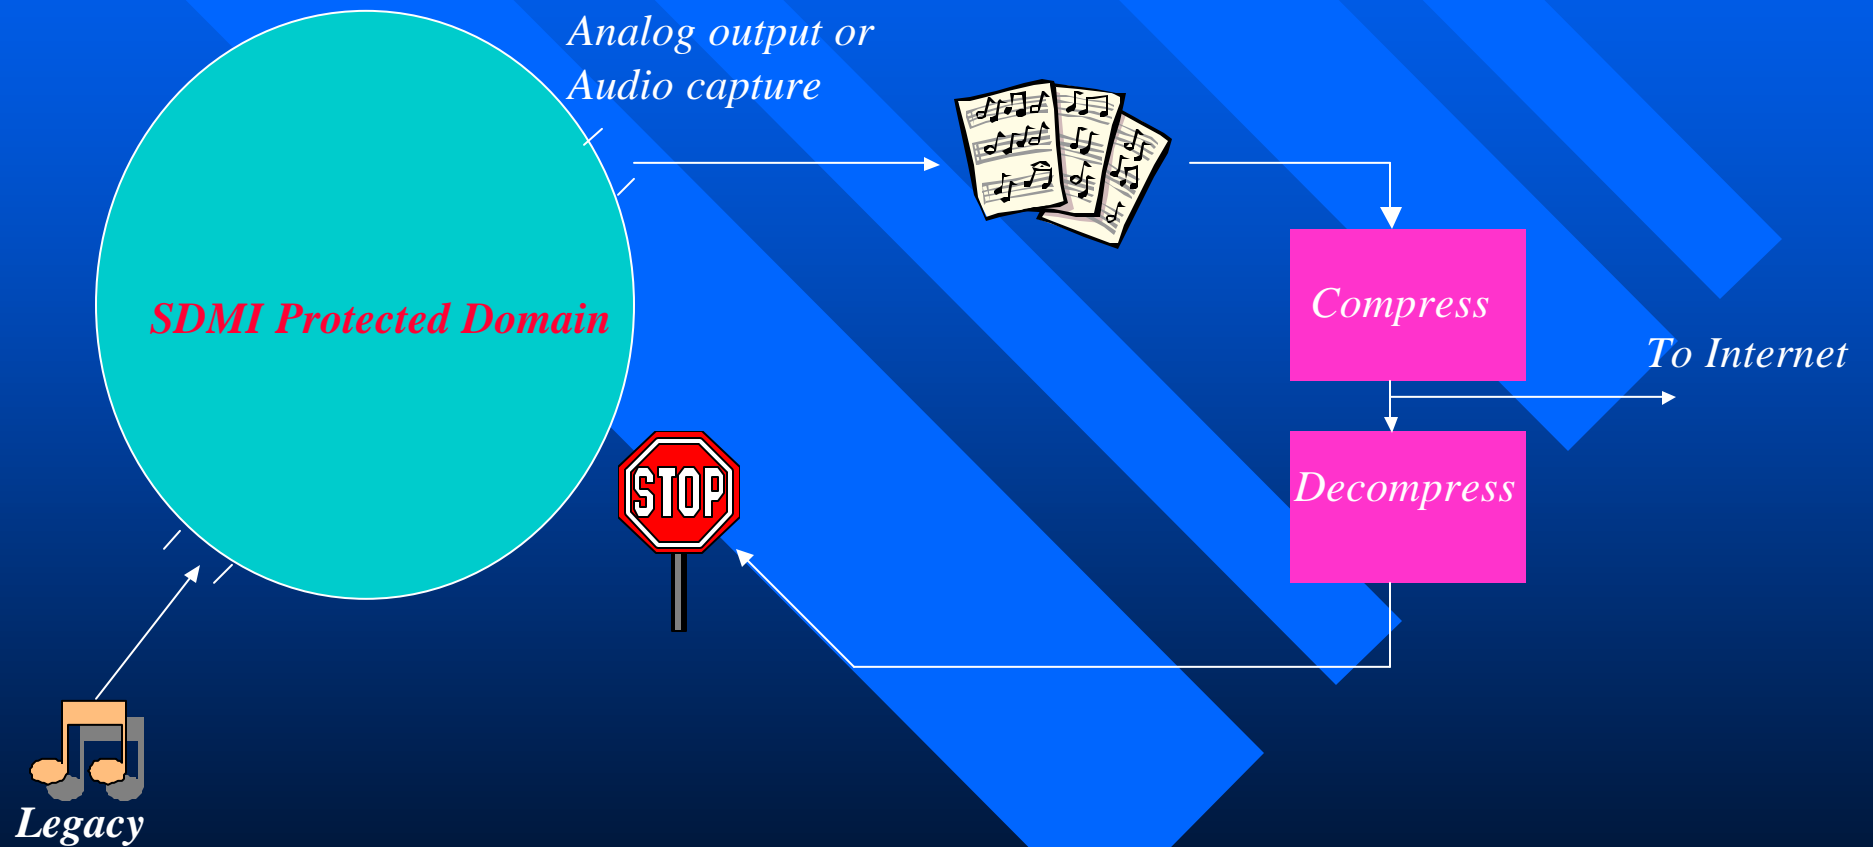 Analog output or
Audio capture
SDMI Protected Domain
Compress
To Internet
STOP
Decompress
Legacy